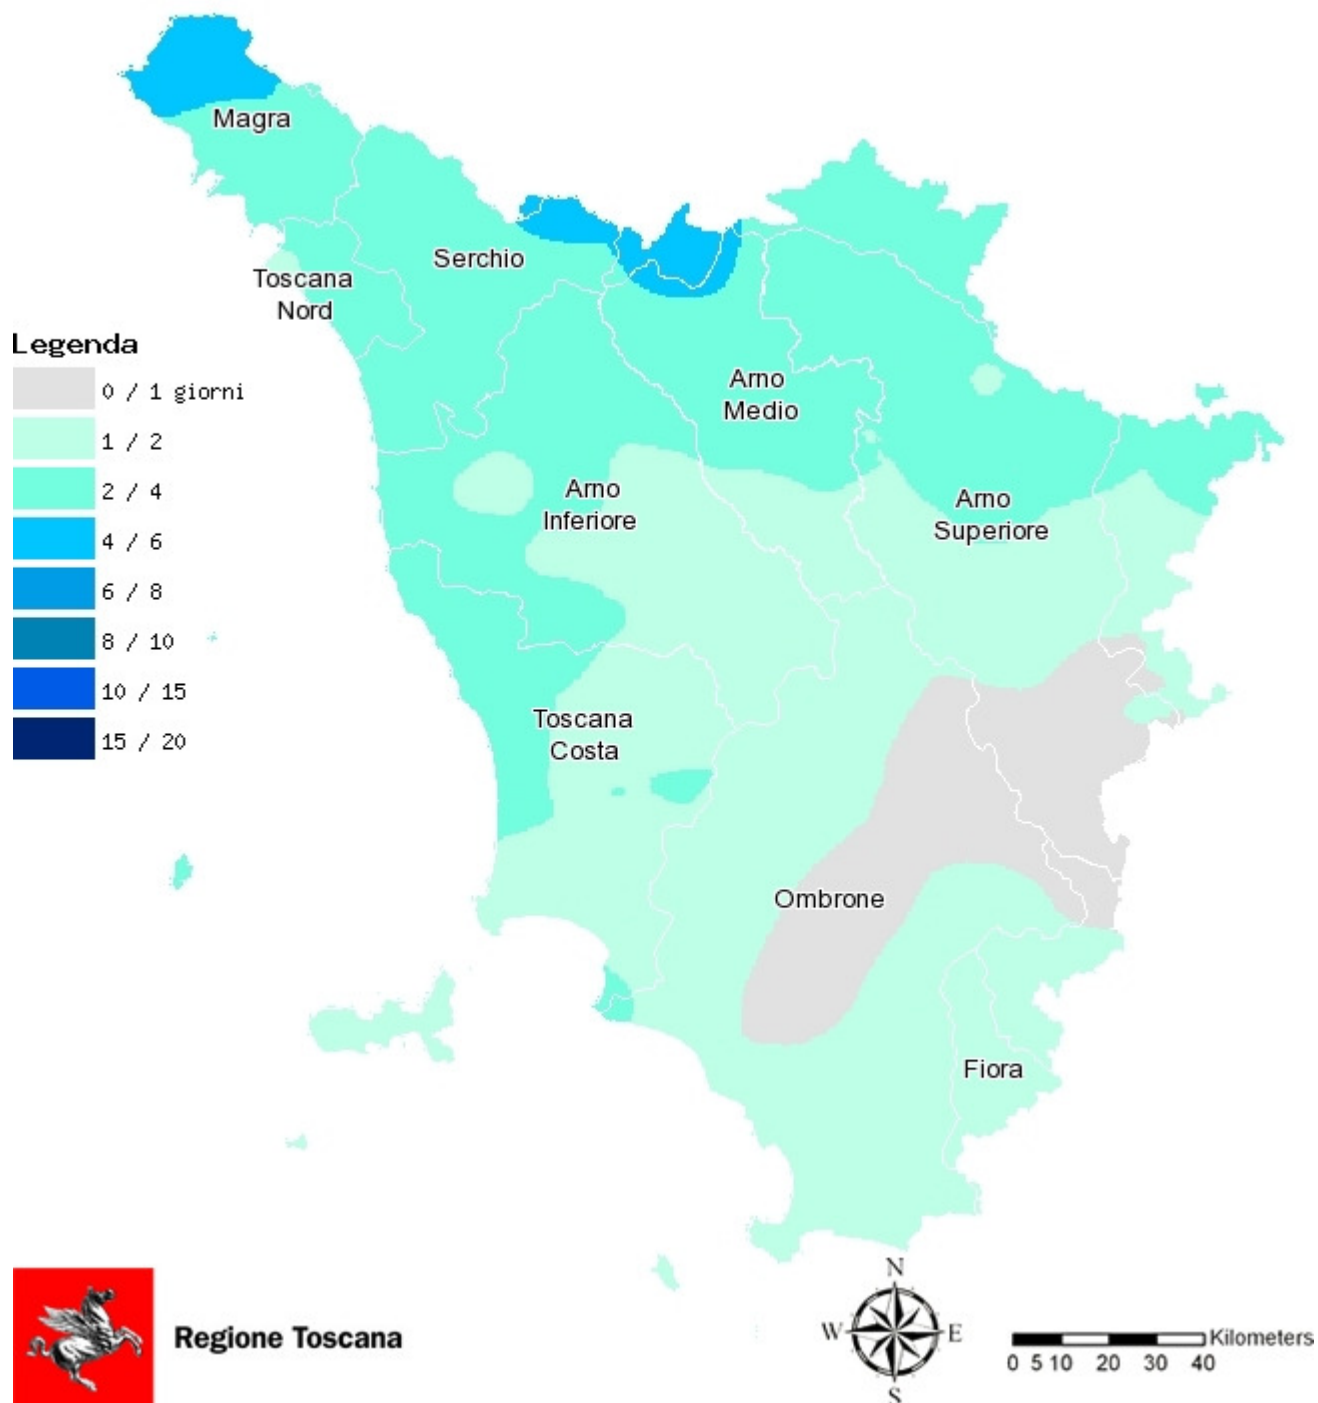 Magra
Serchio
Toscana
Nord
Legenda
0 / 1 giorni
1 / 2
2 / 4
4 / 6
6 / 8
8 / 10
10 / 15
15 / 20
Arno
Medio
Arno
Inferiore
Arno
Superiore
Toscana
Costa
Ombrone
Fiora
Regione Toscana
N
W E
S
Kilometers
0 5 10 20 30 40